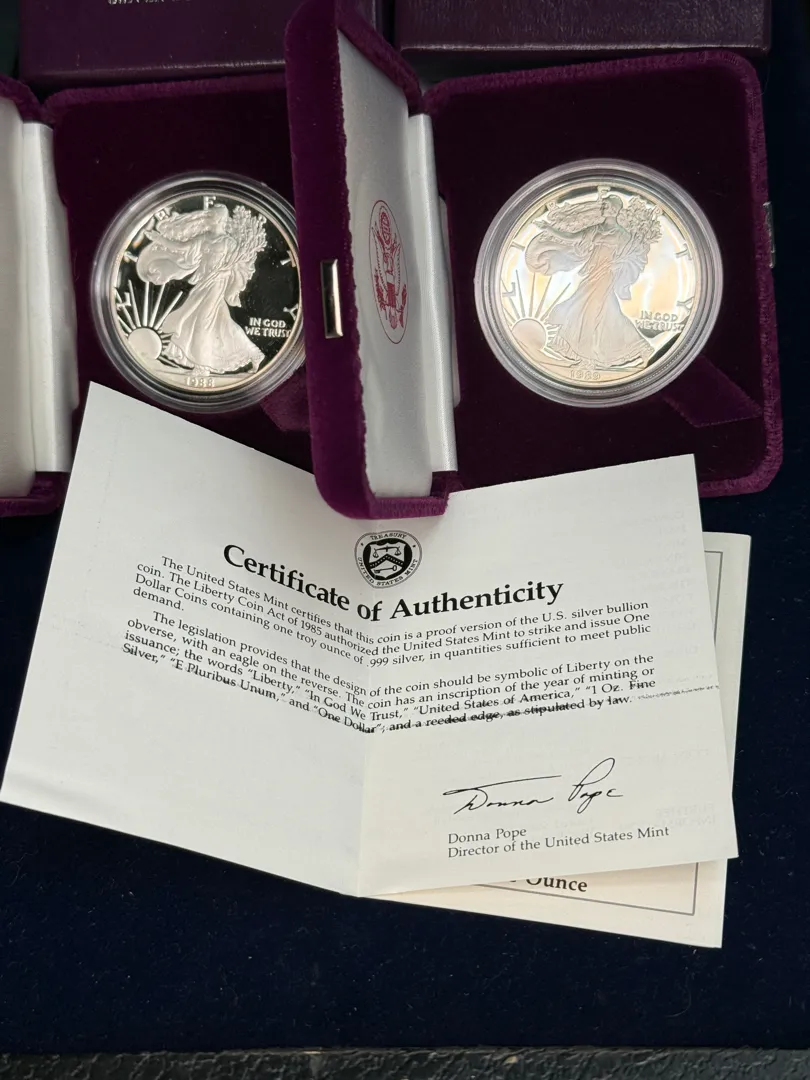 LIBERTY
IN GOD
WE TRUST
1988
LIBERTY
IN GOD
WE TRUST
1989
TREASURY
UNITED STATES MINT
Certificate of Authenticity
The United States Mint certifies that this coin is a proof version of the U.S. silver bullion
coin. The Liberty Coin Act of 1985 authorized the United States Mint to strike and issue One
Dollar Coins containing one troy ounce of .999 silver, in quantities sufficient to meet public
demand.
The legislation provides that the design of the coin should be symbolic of Liberty on the
obverse, with an eagle on the reverse. The coin has an inscription of the year of minting or
issuance; the words "Liberty," "In God We Trust," "United States of America," "1 Oz. Fine
Silver," "E Pluribus Unum," and "One Dollar"; and a reeded edge, as stipulated by law.
Donna Pope
Donna Pope
Director of the United States Mint
Ounce